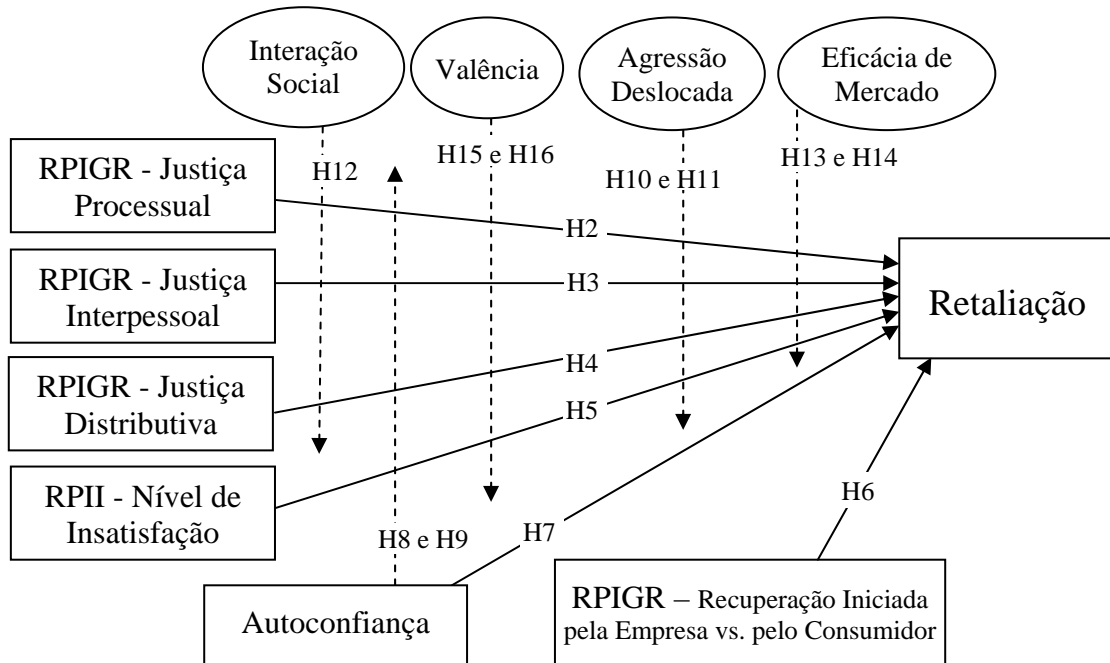 Interação
Social
Valência
Agressão
Deslocada
Eficácia de
Mercado
RPIGR - Justiça
Processual
H12
H15 e H16
H10 e H11
H13 e H14
H2
RPIGR - Justiça
Interpessoal
H3
Retaliação
RPIGR - Justiça
Distributiva
H4
H5
RPII - Nível de
Insatisfação
H6
H8 e H9
H7
Autoconfiança
RPIGR – Recuperação Iniciada
pela Empresa vs. pelo Consumidor